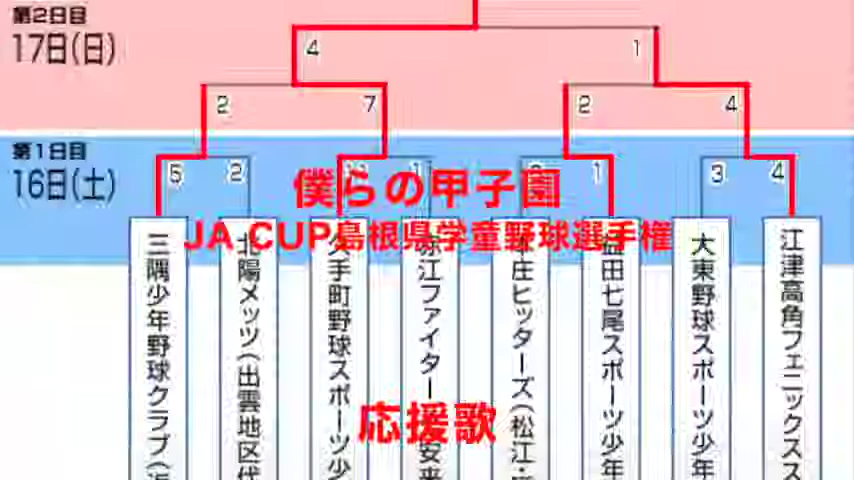 第2日目
17日(日)
4 1
2 7 2 4
第1日目
16日(土)
5 2 1 1 3 4
僕らの甲子園
JA CUP島根県学童野球選手権
三隅少年野球クラブ(
北陽メッツ(出雲地区代
久手町野球スポーツ少
江ファイター 安来
庄ヒッターズ(松江・
益田七尾スポーツ少年
大東野球スポーツ少年
江津高角フェニックスス
応援歌